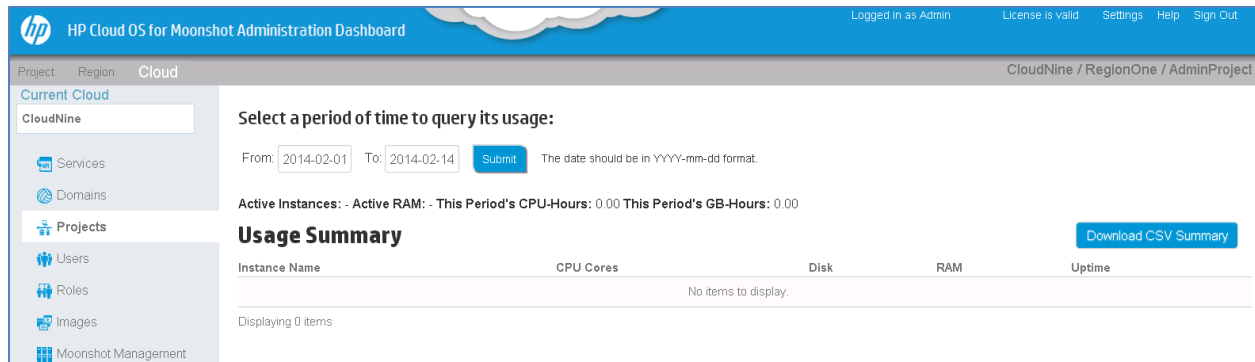 hp HP Cloud OS for Moonshot Administration Dashboard Logged in as Admin License is valid Settings Help Sign Out
Project Region Cloud CloudNine / RegionOne / AdminProject
Current Cloud
CloudNine
Select a period of time to query its usage:
From: 2014-02-01 To: 2014-02-14 Submit The date should be in YYYY-mm-dd format.
Services
Domains
Projects
Users
Roles
Images
Moonshot Management
Active Instances: - Active RAM: - This Period's CPU-Hours: 0.00 This Period's GB-Hours: 0.00
Usage Summary Download CSV Summary
Instance Name CPU Cores Disk RAM Uptime
No items to display.
Displaying 0 items